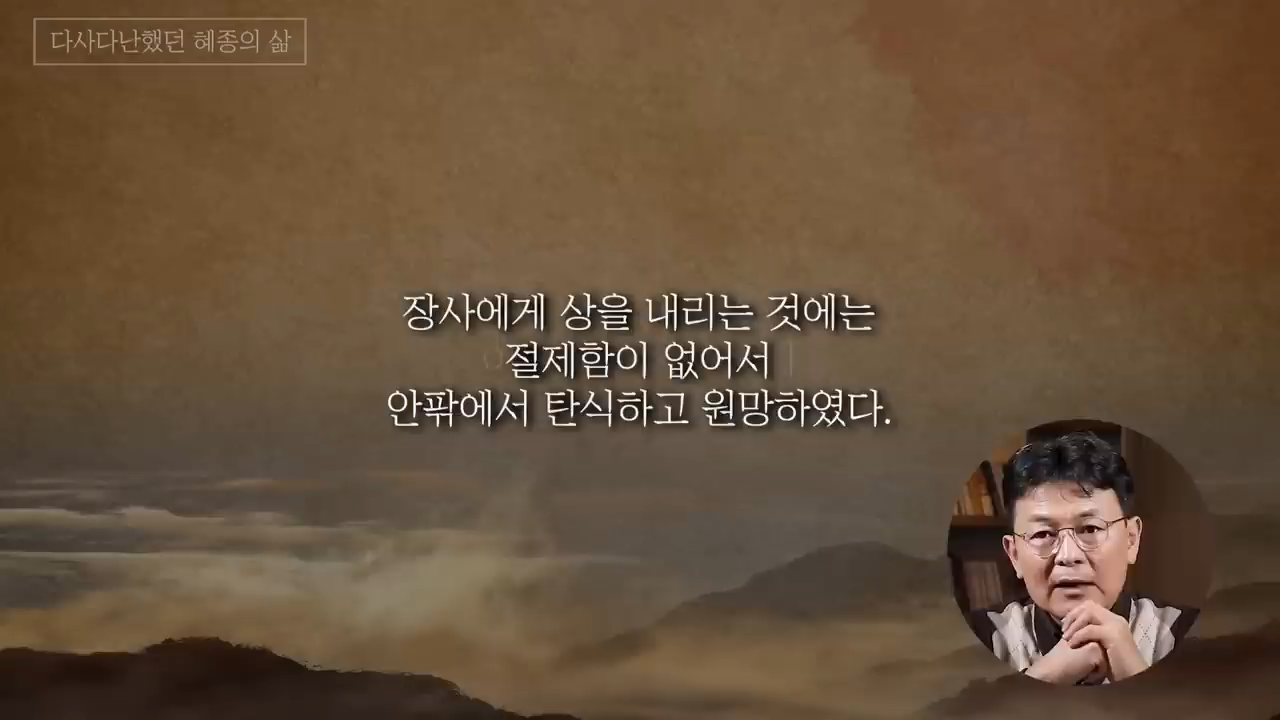 다사다난했던 혜종의 삶
장사에게 상을 내리는 것에는
절제함이 없어서
안팎에서 탄식하고 원망하였다.